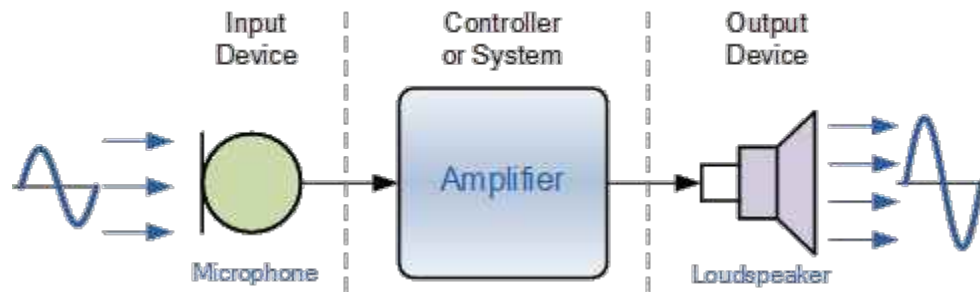 Input
Device
Controller
or System
Output
Device
Amplifier
Microphone
Loudspeaker